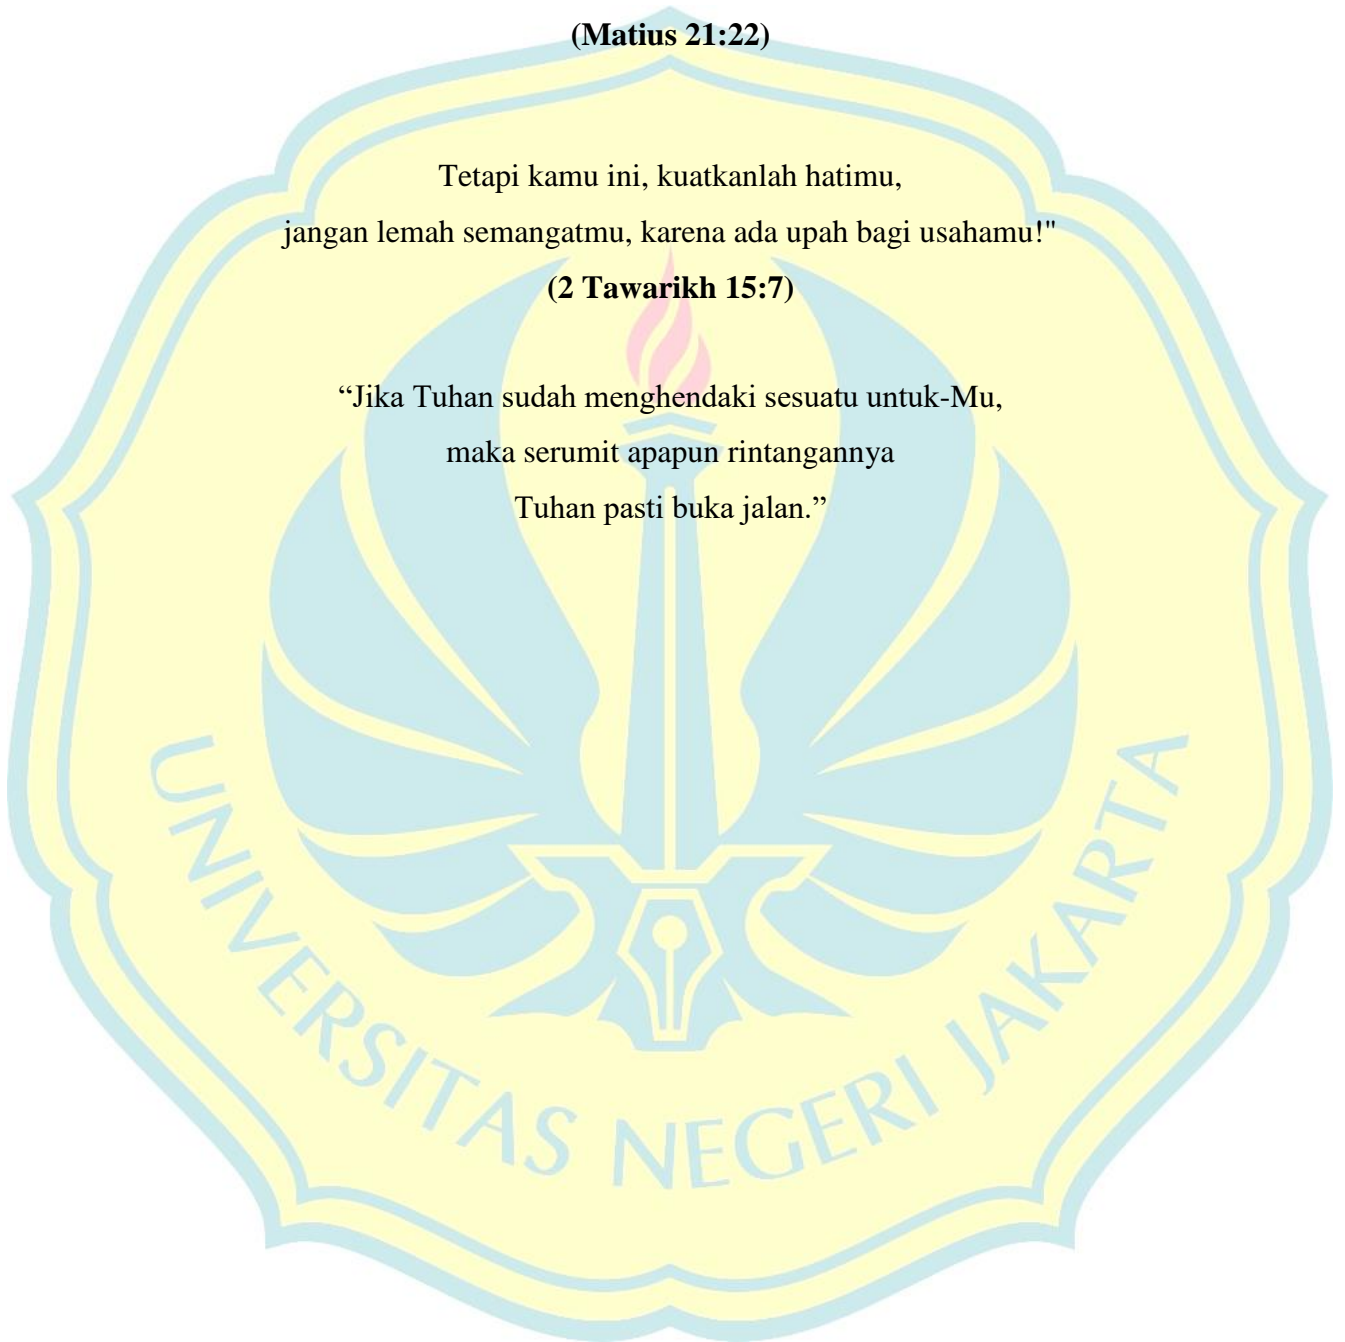 (Matius 21:22)
Tetapi kamu ini, kuatkanlah hatimu,
jangan lemah semangatmu, karena ada upah bagi usahamu!"
(2 Tawarikh 15:7)
“Jika Tuhan sudah menghendaki sesuatu untuk-Mu,
maka serumit apapun rintangannya
Tuhan pasti buka jalan.”
UNIVERSITAS NEGERI JAKARTA